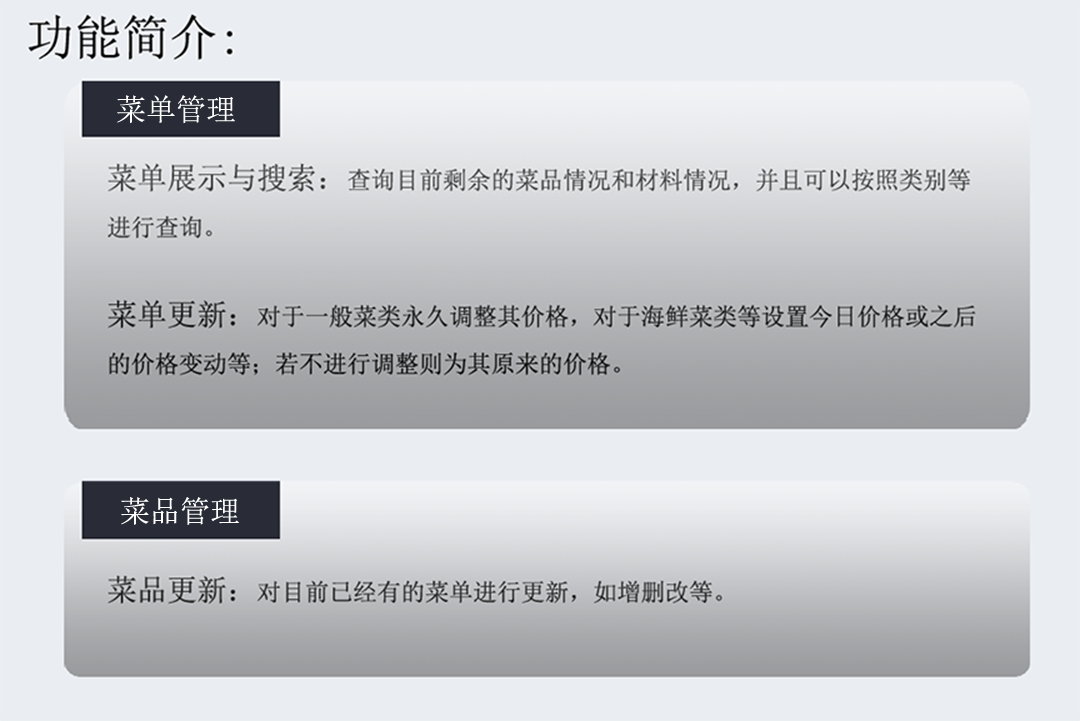 功能简介:
菜单管理
菜单展示与搜索：查询目前剩余的菜品情况和材料情况，并且可以按照类别等
进行查询。
菜单更新：对于一般菜类永久调整其价格，对于海鲜菜类等设置今日价格或之后
的价格变动等；若不进行调整则为其原来的价格。
菜品管理
菜品更新：对目前已经有的菜单进行更新，如增删改等。